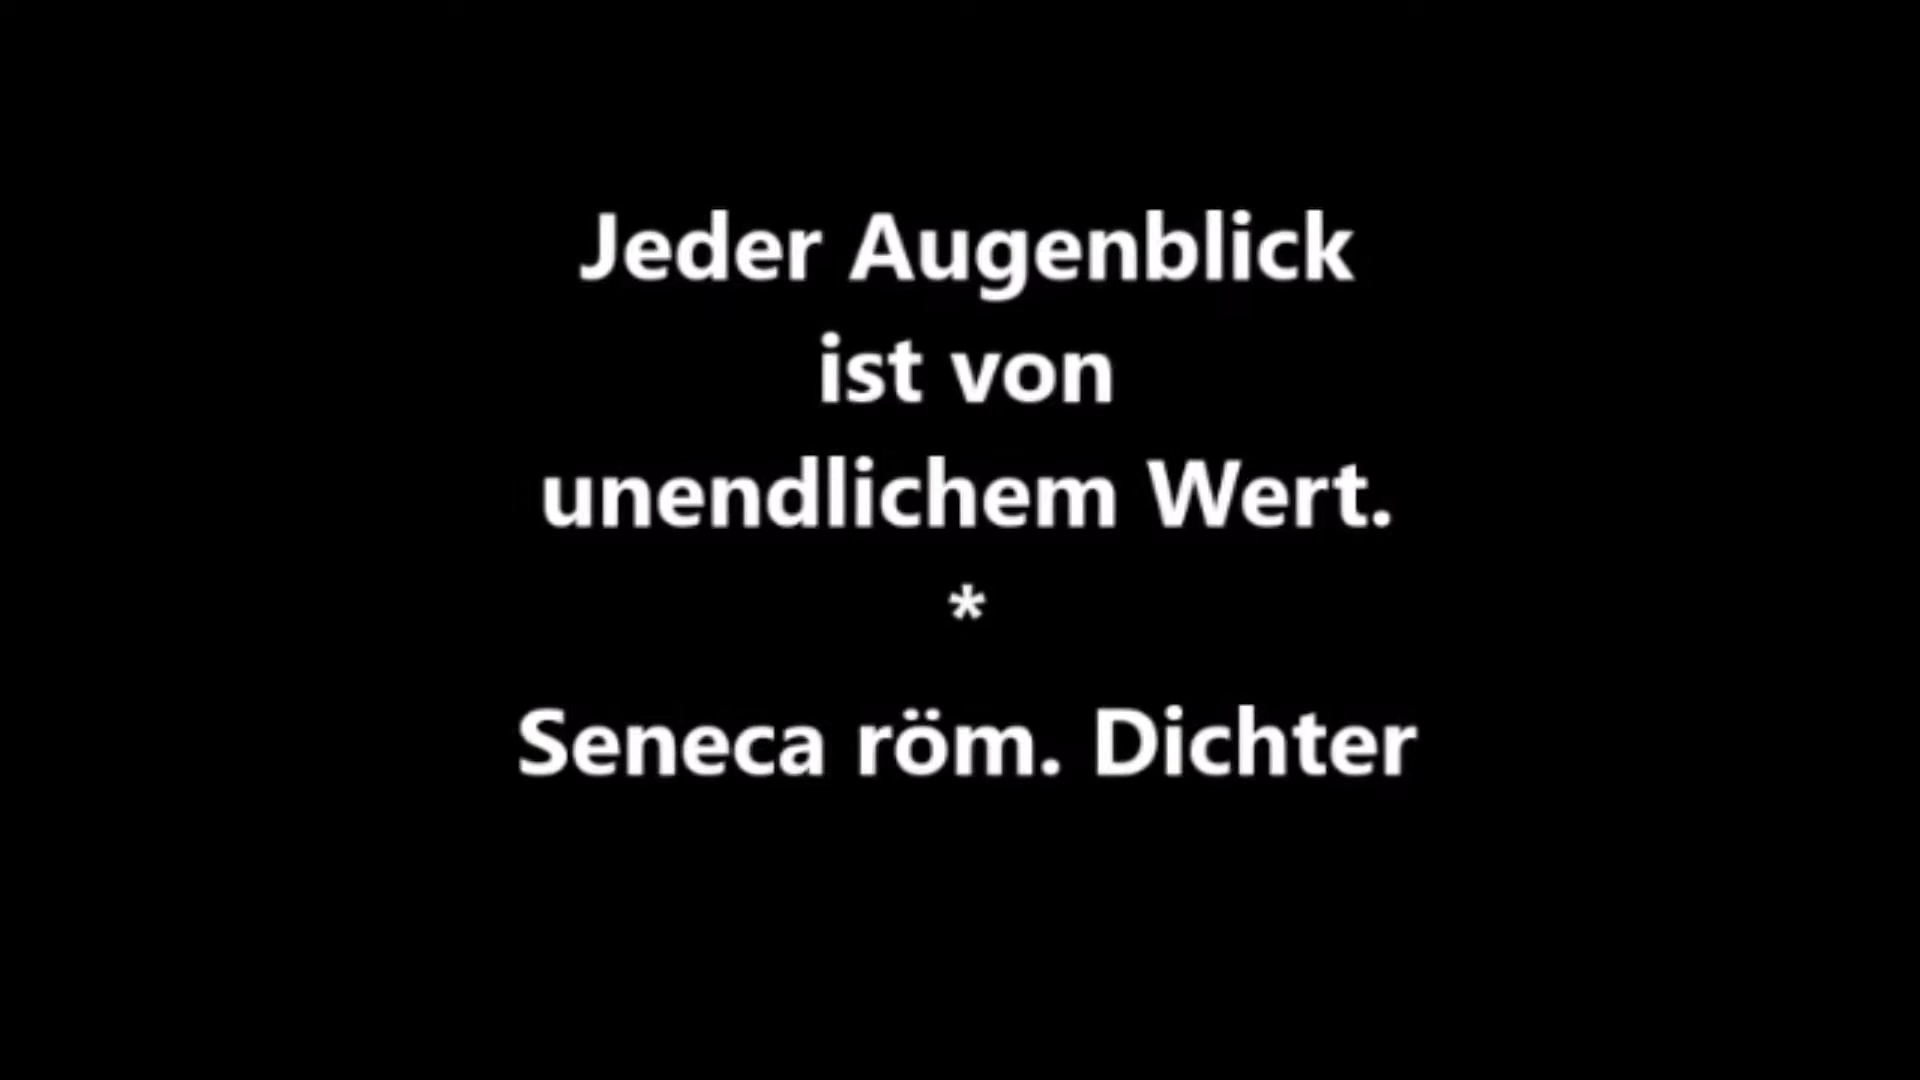 Jeder Augenblick
ist von
unendlichem Wert.
*
Seneca röm. Dichter